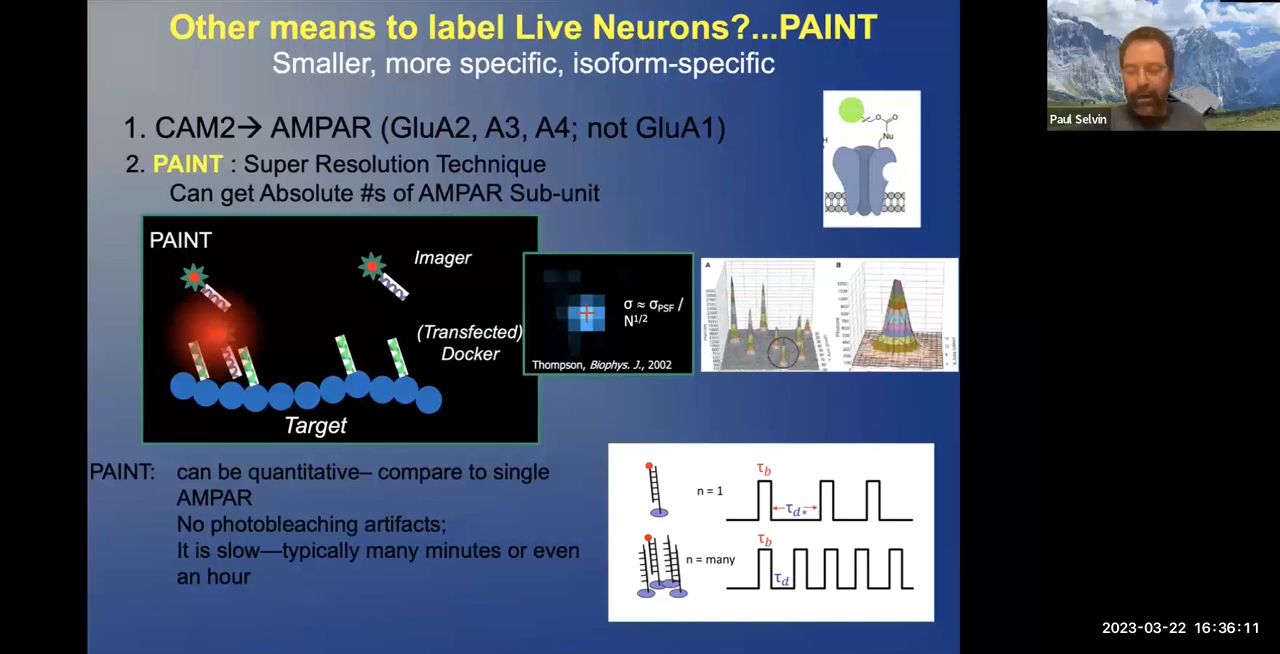 Other means to label Live Neurons?...PAINT
Smaller, more specific, isoform-specific
1. CAM2→ AMPAR (GluA2, A3, A4; not GluA1)
2. PAINT : Super Resolution Technique
Can get Absolute #s of AMPAR Sub-unit
O
O
Nu
H
PAINT
Imager
(Transfected)
Docker
Target
σ ≈ σPSF /
N1/2
Thompson, Biophys. J., 2002
A
B
PAINT: can be quantitative– compare to single
AMPAR
No photobleaching artifacts;
It is slow—typically many minutes or even
an hour
n = 1
τb
τd*
n = many
τb
τd
Paul Selvin
2023-03-22 16:36:11